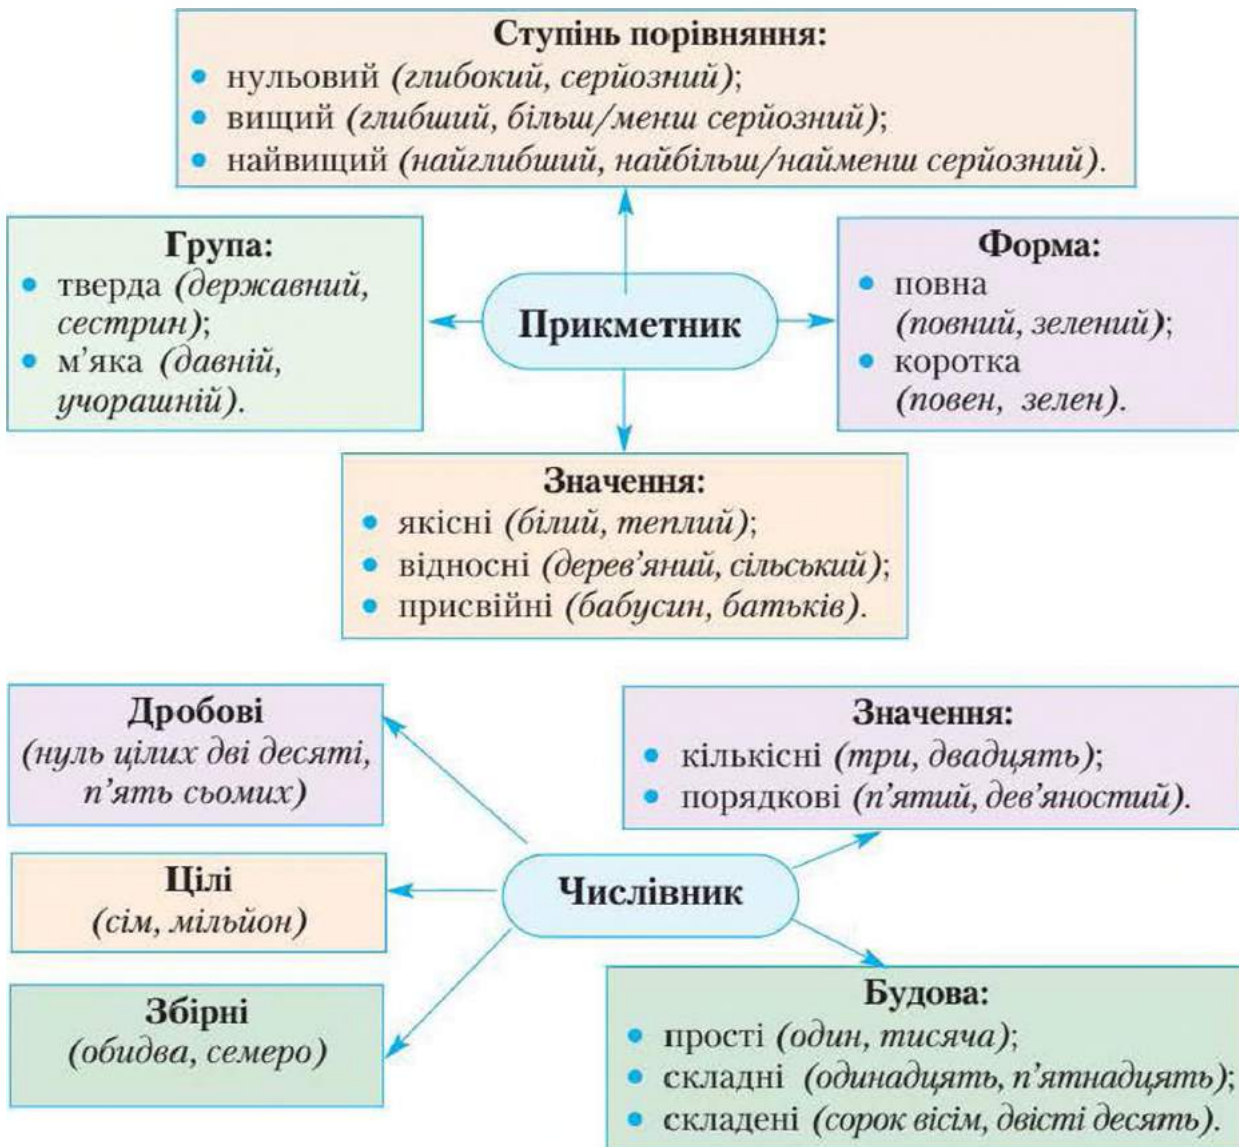 Ступінь порівняння:
• нульовий (глибокий, серйозний);
• вищий (глибший, більш/менш серйозний);
• найвищий (найглибший, найбільш/найменш серйозний).
Група:
• тверда (державний,
сестрин);
• м’яка (давній,
учорашній).
Прикметник
Форма:
• повна
(повний, зелений);
• коротка
(повен, зелен).
Значення:
• якісні (білий, теплий);
• відносні (дерев’яний, сільський);
• присвійні (бабусин, батьків).
Дробові
(нуль цілих дві десяті,
п’ять сьомих)
Значення:
• кількісні (три, двадцять);
• порядкові (п’ятий, дев’яностий).
Цілі
(сім, мільйон)
Числівник
Збірні
(обидва, семеро)
Будова:
• прості (один, тисяча);
• складні (одинадцять, п’ятнадцять);
• складені (сорок вісім, двісті десять).